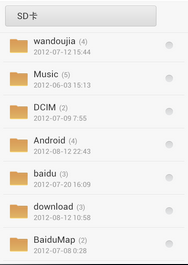 SD卡
wandoujia (4)
2012-07-12 15:44
Music (5)
2012-06-03 15:13
DCIM (2)
2012-07-09 7:55
Android (4)
2012-08-12 22:43
baidu (3)
2012-07-20 16:09
download (3)
2012-08-12 10:58
BaiduMap (2)
2012-07-08 0:28